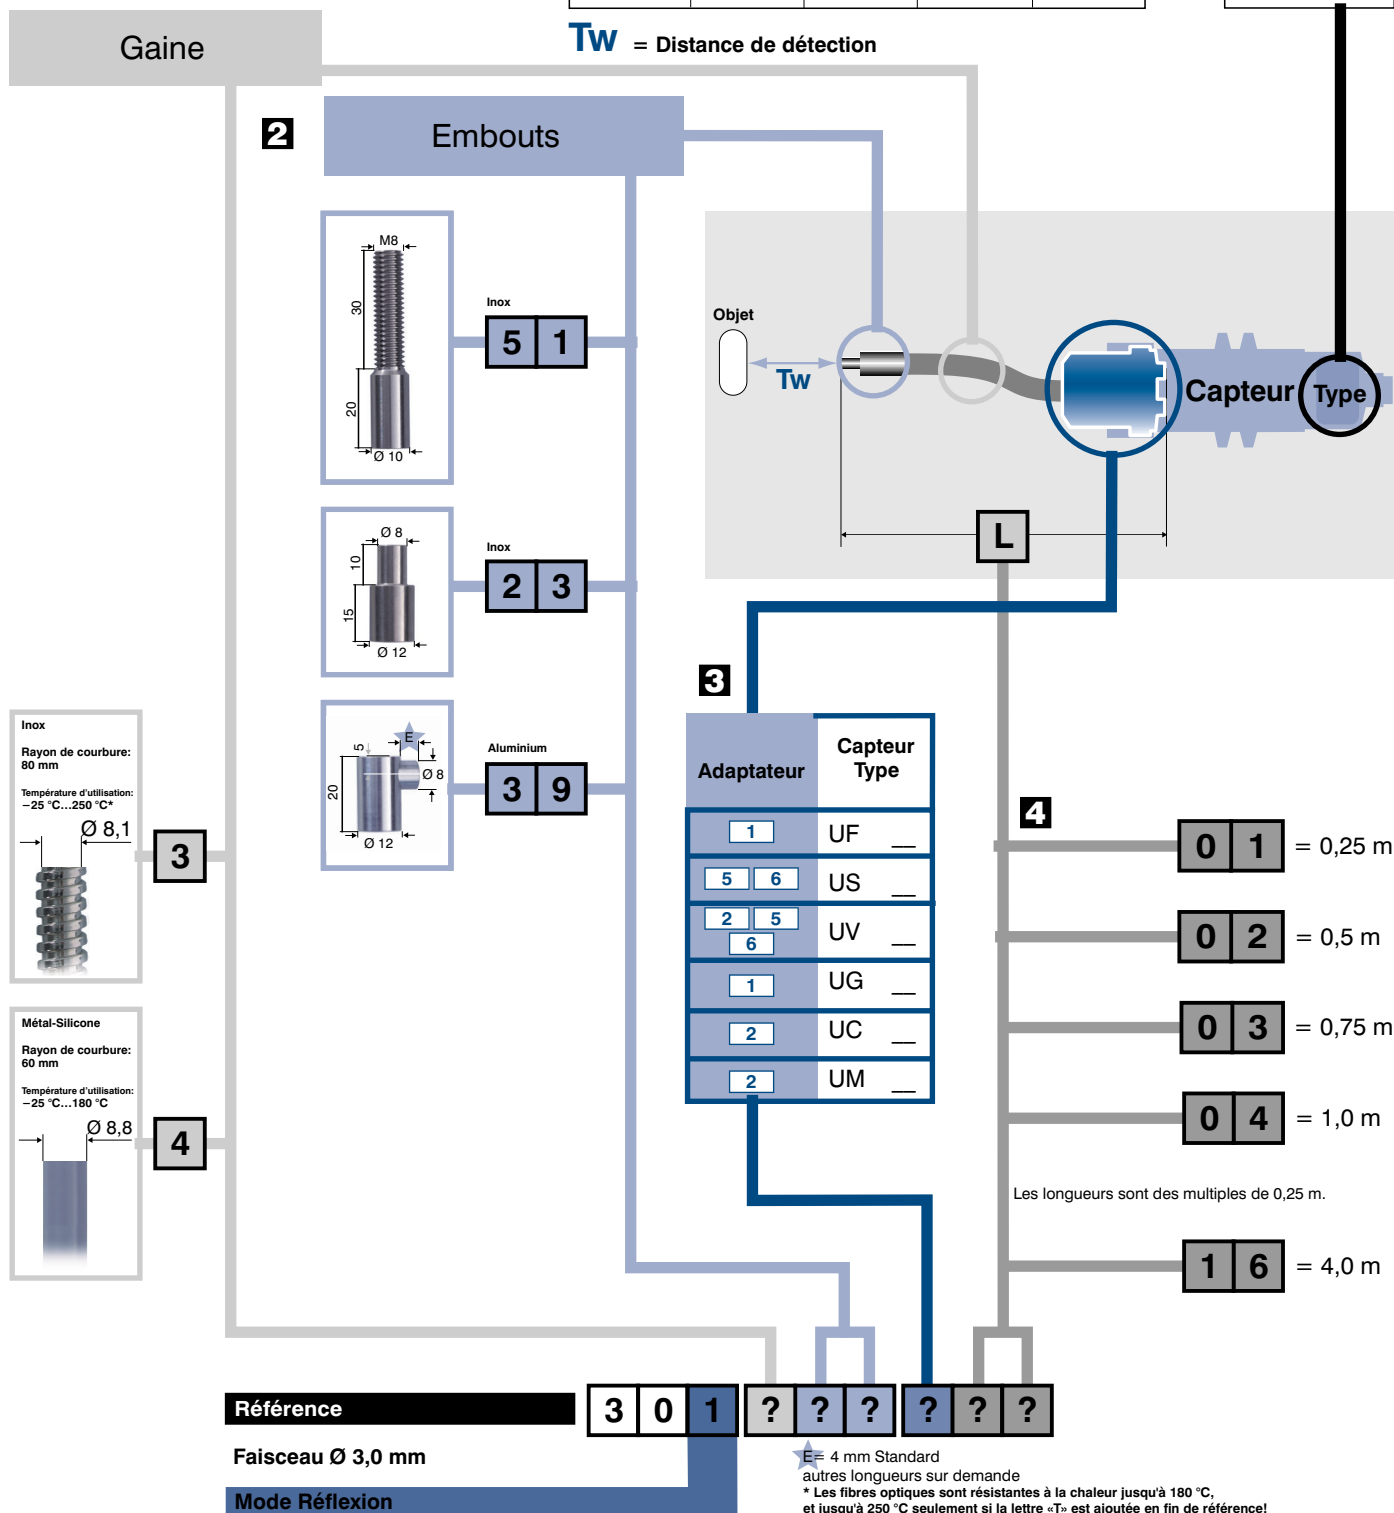 Gaine
Tw = Distance de détection
2
Embouts
M8
30
20
Ø 10
Inox
5 1
Objet
Tw
Capteur
Type
L
Ø 8
10
15
Ø 12
Inox
2 3
3
E
5
20
Ø 8
Ø 12
Aluminium
3 9
Inox
Rayon de courbure:
80 mm
Température d'utilisation:
−25 °C...250 °C*
Ø 8,1
3
Métal-Silicone
Rayon de courbure:
60 mm
Température d'utilisation:
−25 °C...180 °C
Ø 8,8
4
Adaptateur
Capteur
Type
1 UF __
5 6 US __
2 5
6 UV __
1 UG __
2 UC __
2 UM __
4
0 1 = 0,25 m
0 2 = 0,5 m
0 3 = 0,75 m
0 4 = 1,0 m
Les longueurs sont des multiples de 0,25 m.
1 6 = 4,0 m
Référence
3 0 1 ? ? ? ? ? ?
Faisceau Ø 3,0 mm
Mode Réflexion
E= 4 mm Standard
autres longueurs sur demande
* Les fibres optiques sont résistantes à la chaleur jusqu'à 180 °C,
et jusqu'à 250 °C seulement si la lettre «T» est ajoutée en fin de référence!